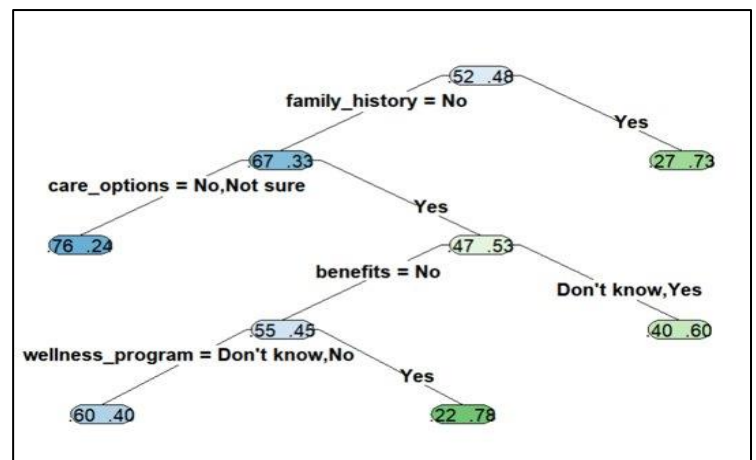 .52 .48
family_history = No
Yes
.67 .33
.27 .73
care_options = No,Not sure
Yes
.76 .24
.47 .53
benefits = No
Don't know,Yes
.55 .45
.40 .60
wellness_program = Don't know,No
Yes
.60 .40
.22 .78